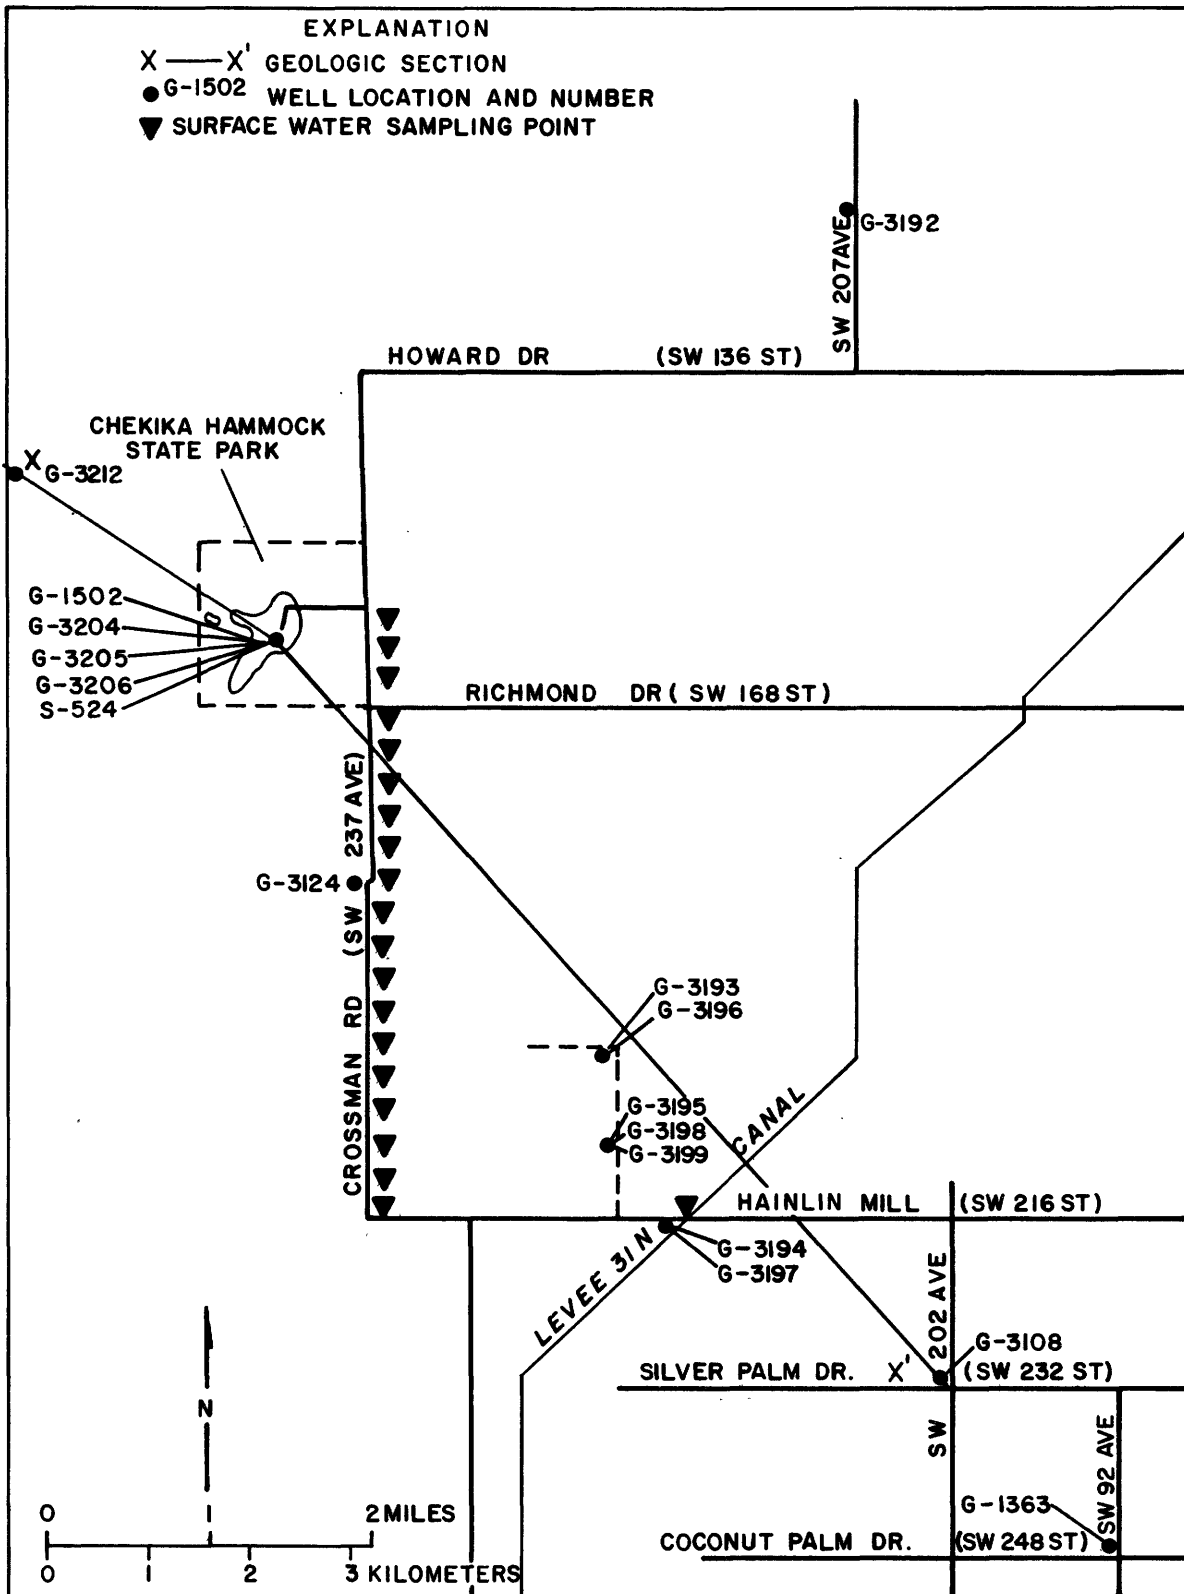 EXPLANATION
X — X' GEOLOGIC SECTION
G-1502 WELL LOCATION AND NUMBER
SURFACE WATER SAMPLING POINT
G-3192
SW 207 AVE
HOWARD DR (SW 136 ST)
CHEKIKA HAMMOCK
STATE PARK
X G-3212
G-1502
G-3204
G-3205
G-3206
S-524
RICHMOND DR (SW 168 ST)
CROSSMAN RD (SW 237 AVE)
G-3124
G-3193
G-3196
G-3195
G-3198
G-3199
LEVEE 31 N CANAL
HAINLIN MILL (SW 216 ST)
G-3194
G-3197
SW 202 AVE
G-3108
SILVER PALM DR. X' (SW 232 ST)
N
SW 92 AVE
G-1363
COCONUT PALM DR. (SW 248 ST)
0 2 MILES
0 1 2 3 KILOMETERS